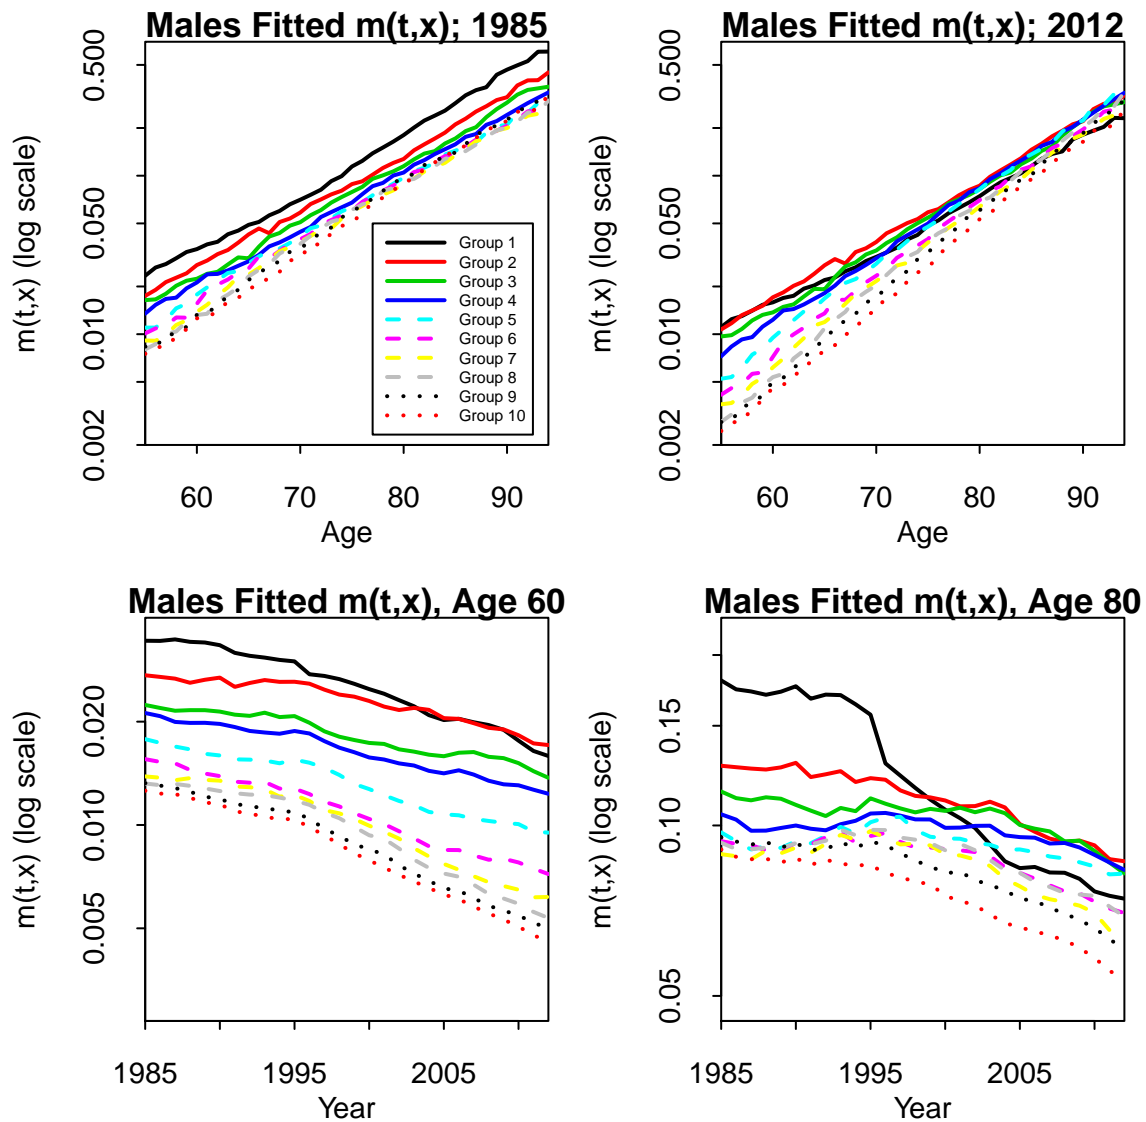 Males Fitted m(t,x); 1985
m(t,x) (log scale)
0.500
0.050
0.010
0.002
Group 1
Group 2
Group 3
Group 4
Group 5
Group 6
Group 7
Group 8
Group 9
Group 10
60 70 80 90
Age
Males Fitted m(t,x); 2012
m(t,x) (log scale)
0.500
0.050
0.010
0.002
60 70 80 90
Age
Males Fitted m(t,x), Age 60
m(t,x) (log scale)
0.020
0.010
0.005
1985 1995 2005
Year
Males Fitted m(t,x), Age 80
m(t,x) (log scale)
0.15
0.10
0.05
1985 1995 2005
Year